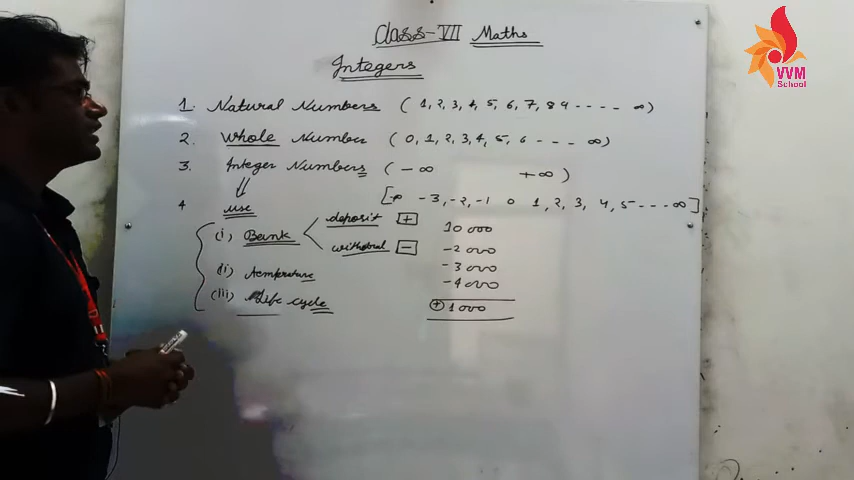 Class-VII Maths
Integers
1. Natural Numbers ( 1, 2, 3, 4, 5, 6, 7, 8 9 - - - - ∞ )
2. Whole Number ( 0, 1, 2, 3, 4, 5, 6 - - - ∞ )
3. Integer Numbers ( - ∞ + ∞ )
[-∞ -3, -2, -1 0 1, 2, 3, 4, 5 - - - ∞ ]
4 use
(i) Bank deposit + 10000
withdral - -2000
-3000
(ii) Temperature -4000
(iii) Life cycle + 1000
VVM
School